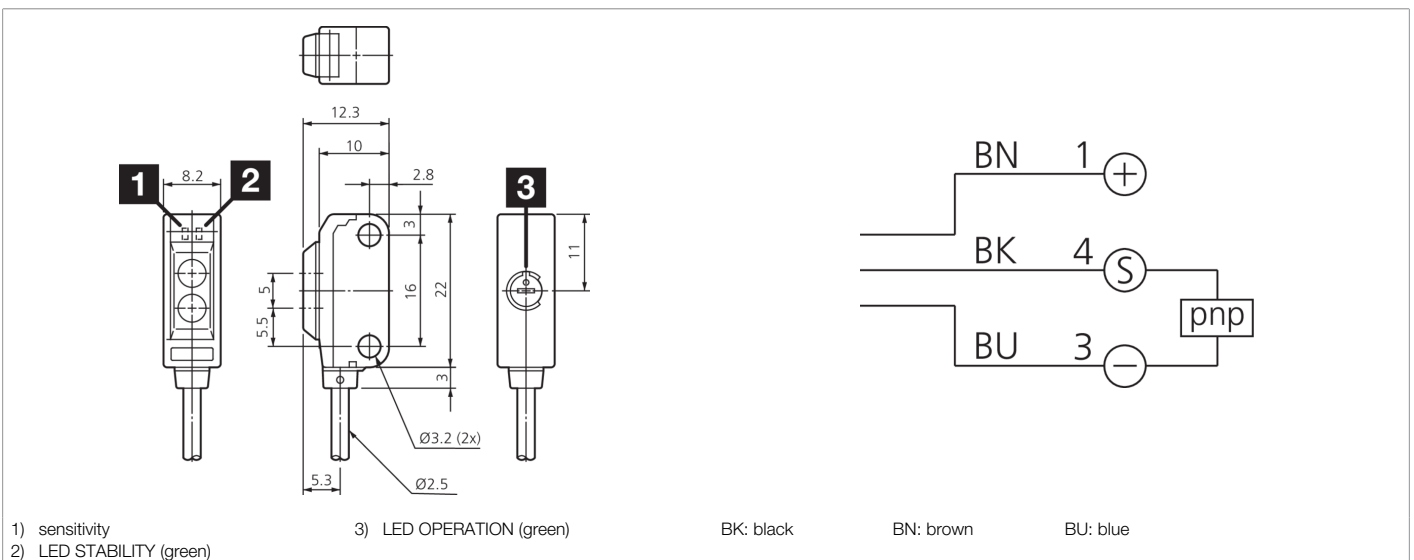 12.3
10
2.8
1
8.2
2
3
3
11
5
16
22
5.5
3
Ø3.2 (2x)
5.3
Ø2.5
BN 1 +
BK 4 S
pnp
BU 3 −
1) sensitivity
3) LED OPERATION (green)
BK: black
BN: brown
BU: blue
2) LED STABILITY (green)